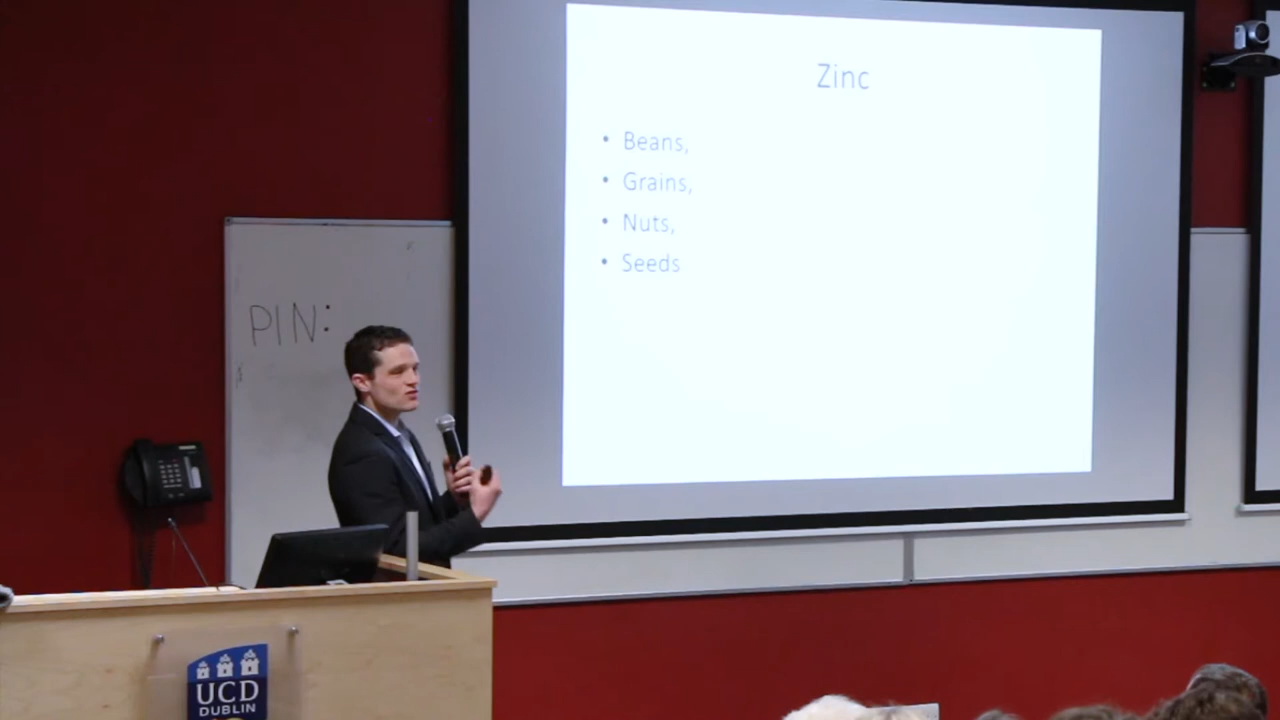 Zinc
• Beans,
• Grains,
• Nuts,
• Seeds
PIN:
UCD
DUBLIN